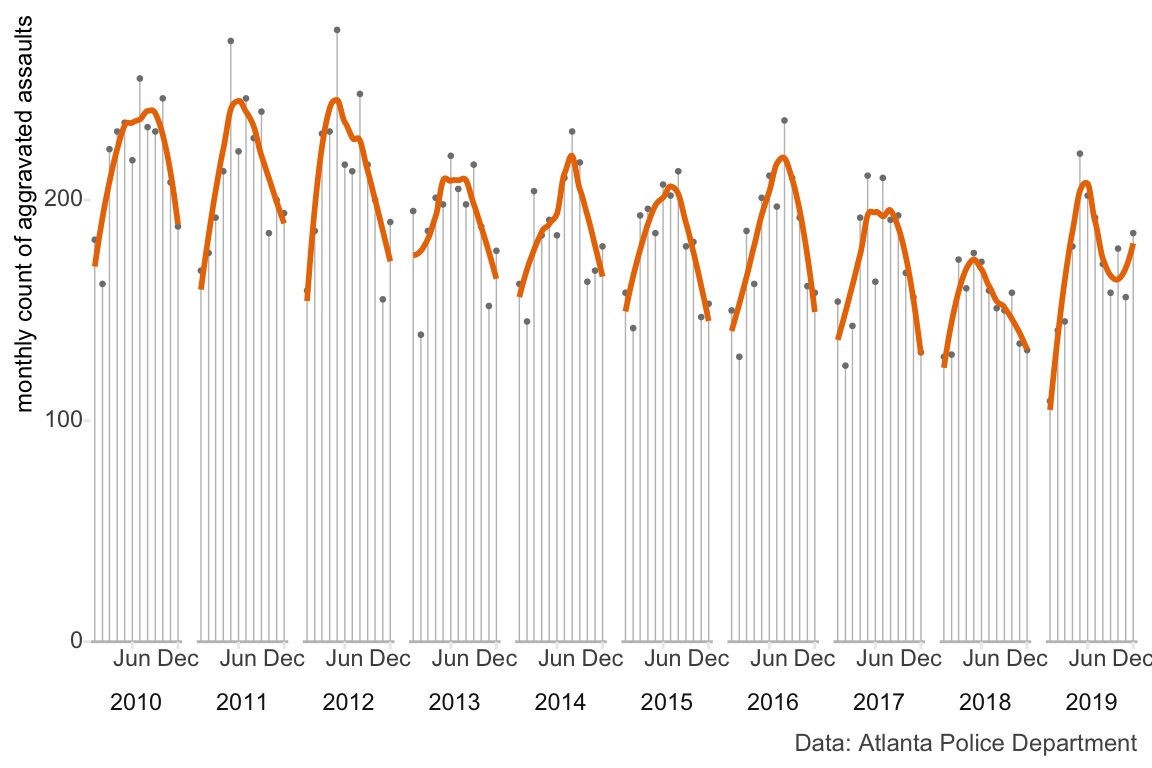 monthly count of aggravated assaults
200
100
0
Jun Dec Jun Dec Jun Dec Jun Dec Jun Dec Jun Dec Jun Dec Jun Dec Jun Dec Jun Dec
2010 2011 2012 2013 2014 2015 2016 2017 2018 2019
Data: Atlanta Police Department